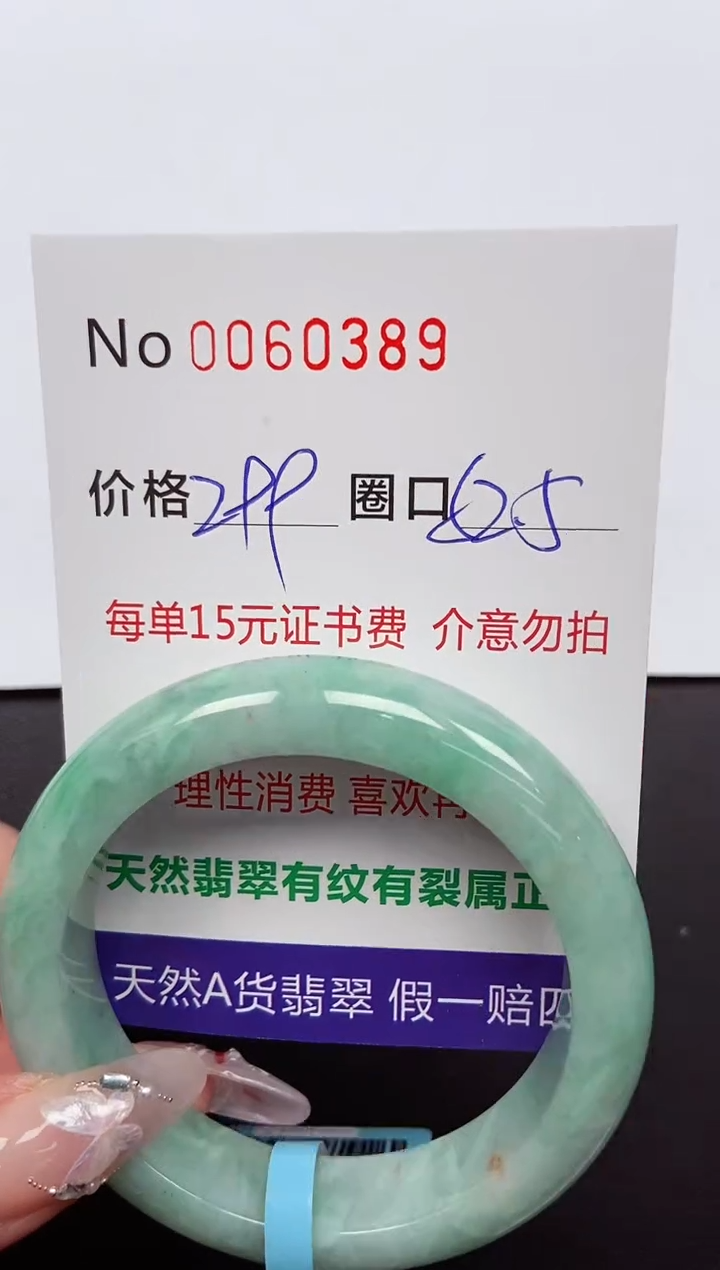 No 0060389
价格 299 圈口
每单15元证书费 介意勿拍
理性消费 喜欢再
天然翡翠有纹有裂属正
天然A货翡翠 假一赔四